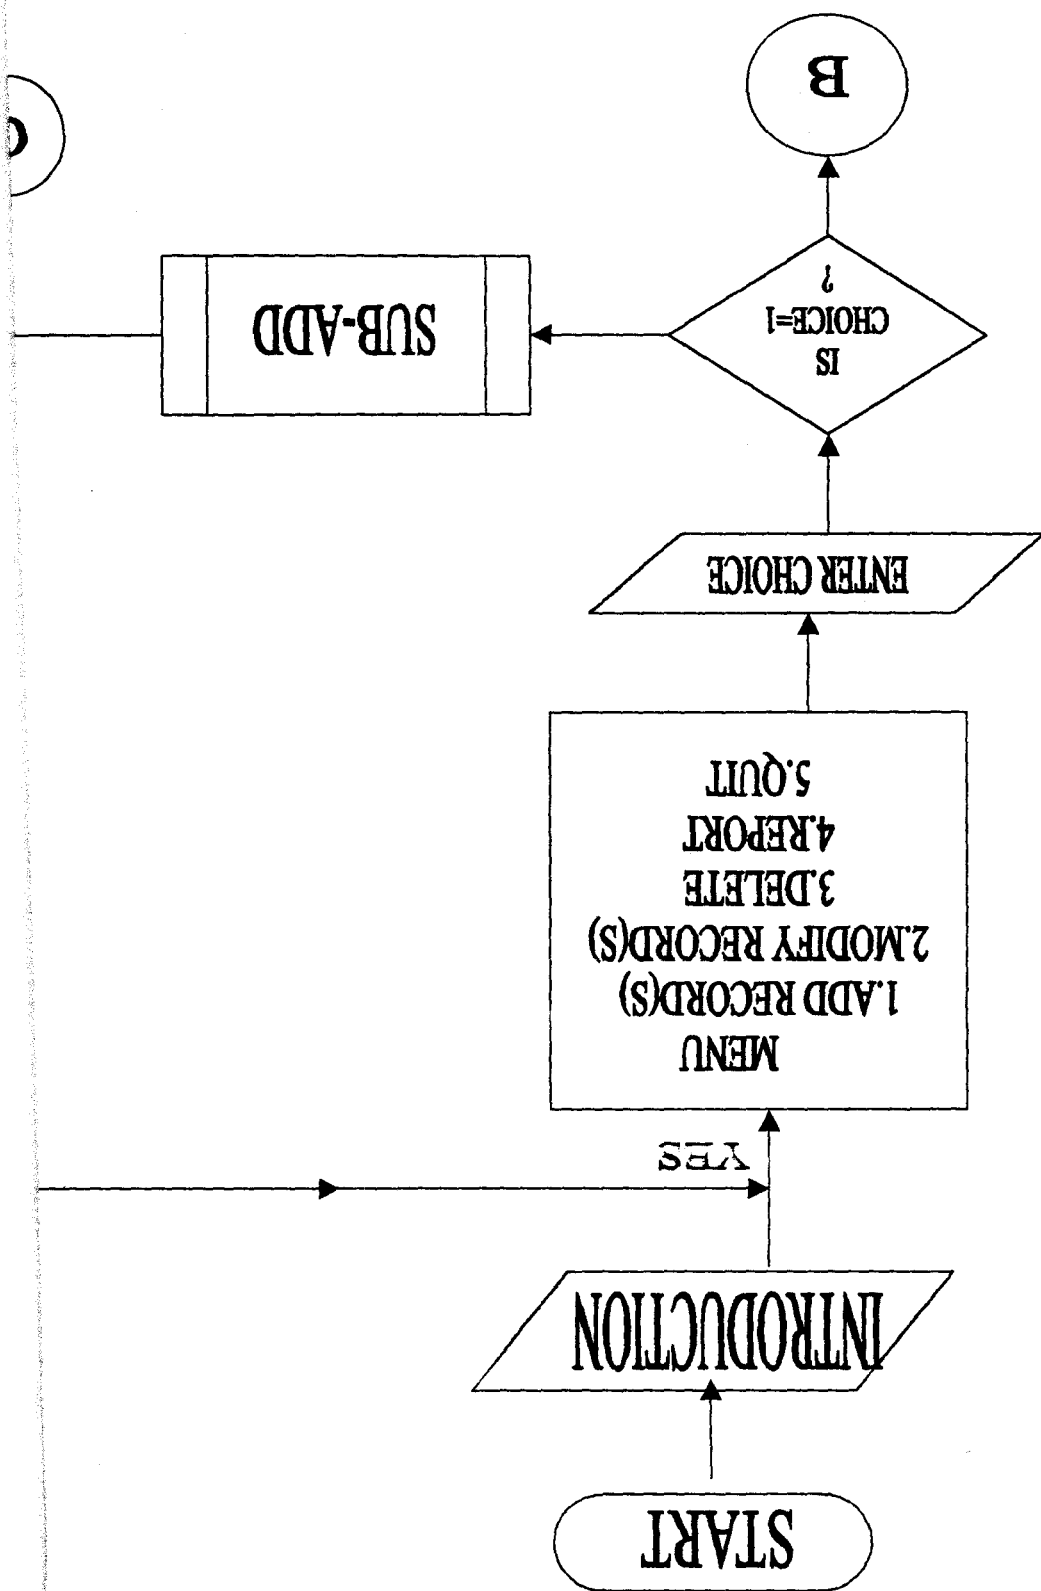 START
INTRODUCTION
YES
MENU
1.ADD RECORD(S)
2.MODIFY RECORD(S)
3.DELETE
4.REPORT
5.QUIT
ENTER CHOICE
IS
CHOICE=1
?
SUB-ADD
B